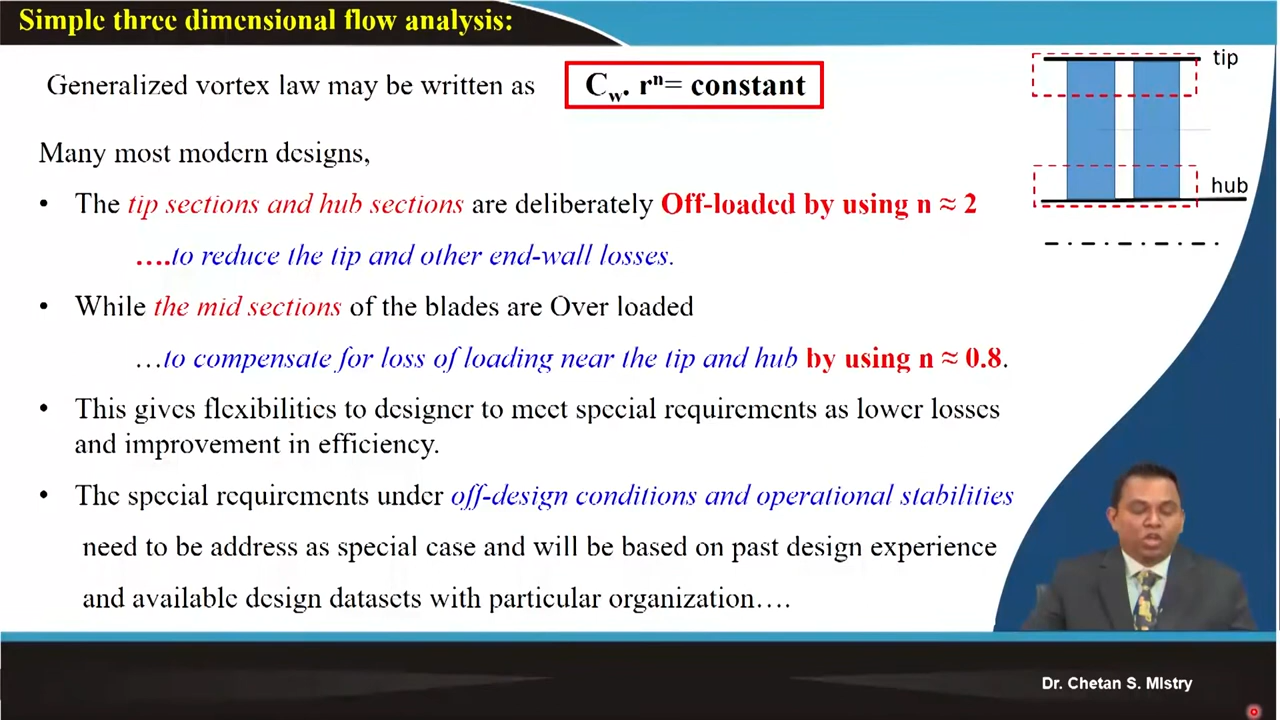 Simple three dimensional flow analysis:
Generalized vortex law may be written as
C_w. rⁿ= constant
tip
hub
Many most modern designs,
• The tip sections and hub sections are deliberately Off-loaded by using n ≈ 2
….to reduce the tip and other end-wall losses.
• While the mid sections of the blades are Over loaded
…to compensate for loss of loading near the tip and hub by using n ≈ 0.8.
• This gives flexibilities to designer to meet special requirements as lower losses
and improvement in efficiency.
• The special requirements under off-design conditions and operational stabilities
need to be address as special case and will be based on past design experience
and available design datasets with particular organization….
Dr. Chetan S. MIstry